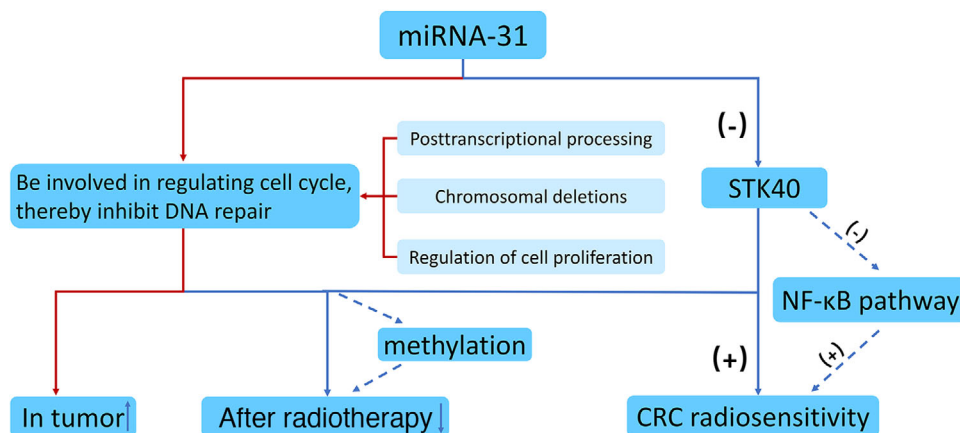 miRNA-31
(-)
Posttranscriptional processing
Be involved in regulating cell cycle,
thereby inhibit DNA repair
Chromosomal deletions
STK40
Regulation of cell proliferation
(-)
NF-κB pathway
methylation
(+)
(+)
In tumor
After radiotherapy
CRC radiosensitivity